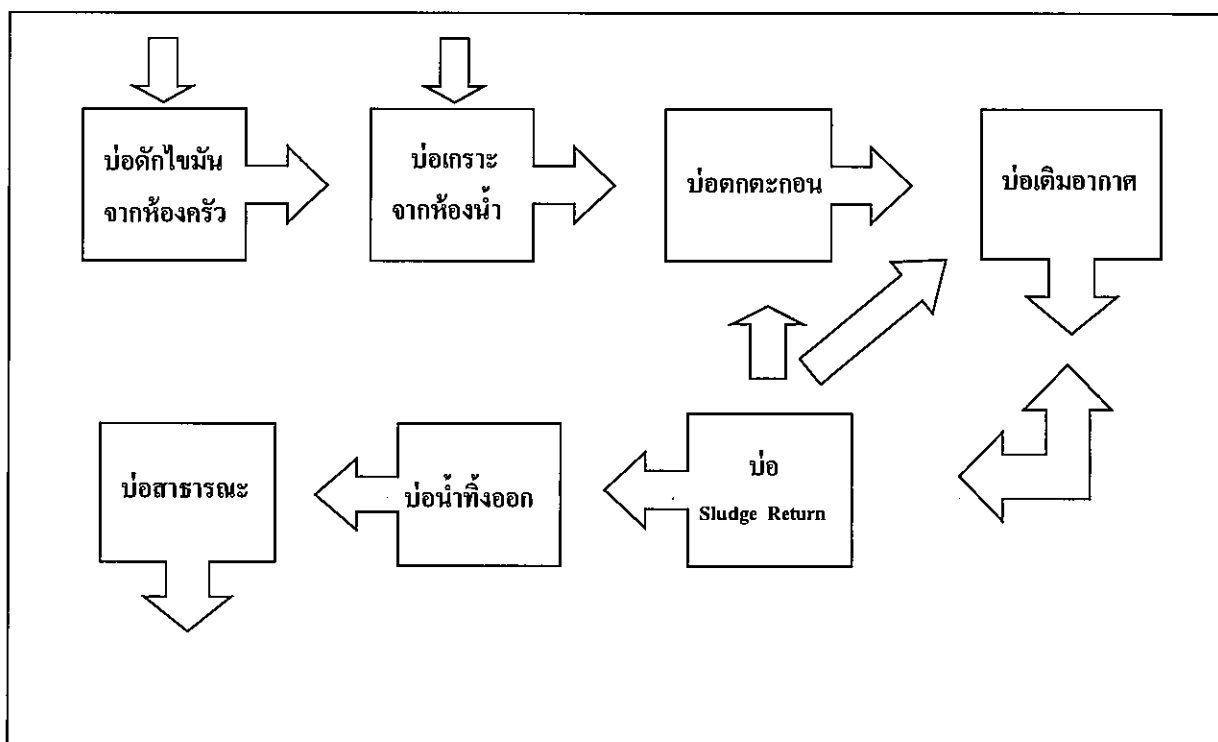 บ่อดักไขมัน
จากห้องครัว
บ่อเกราะ
จากห้องน้ำ
บ่อตกตะกอน
บ่อเติมอากาศ
บ่อสาธารณะ
บ่อน้ำทิ้งออก
บ่อ
Sludge Return